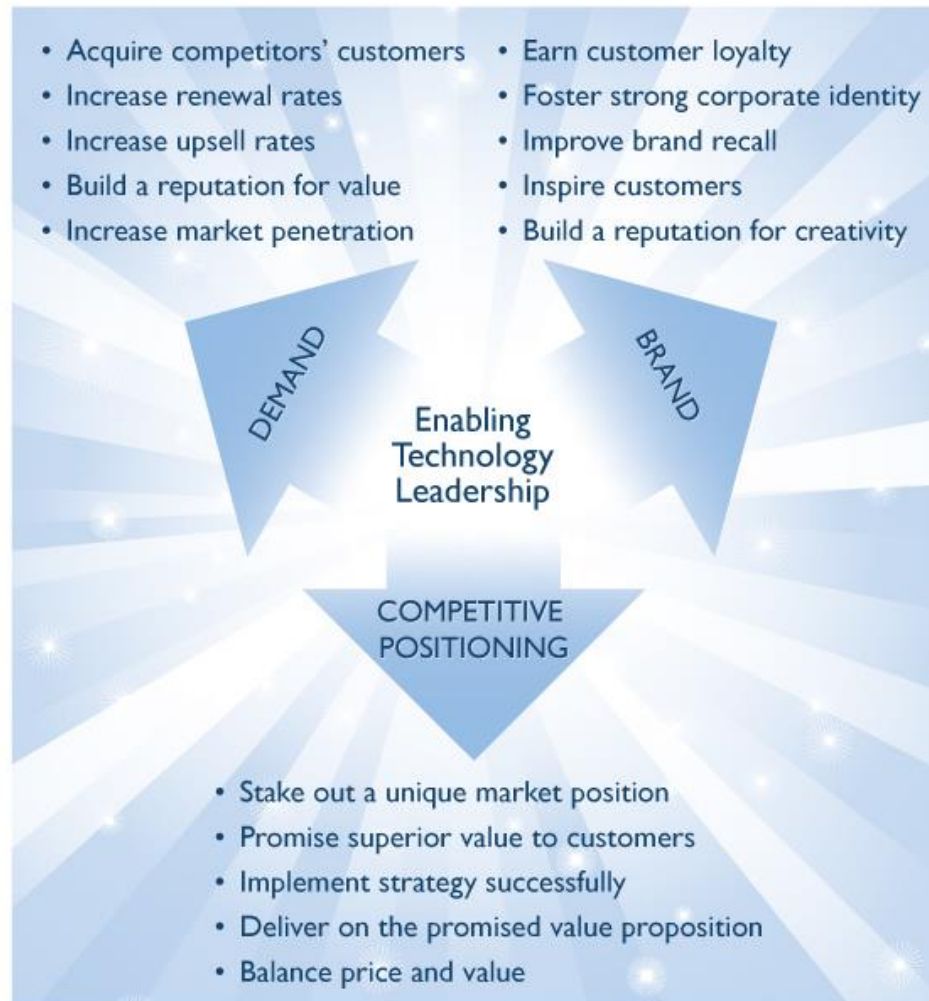 • Acquire competitors' customers
• Increase renewal rates
• Increase upsell rates
• Build a reputation for value
• Increase market penetration
• Earn customer loyalty
• Foster strong corporate identity
• Improve brand recall
• Inspire customers
• Build a reputation for creativity
DEMAND
BRAND
Enabling
Technology
Leadership
COMPETITIVE
POSITIONING
• Stake out a unique market position
• Promise superior value to customers
• Implement strategy successfully
• Deliver on the promised value proposition
• Balance price and value